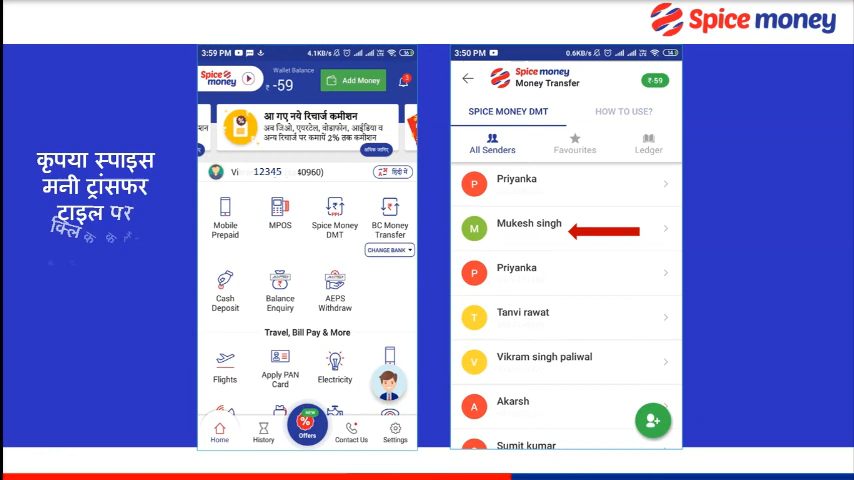 Spice money
कृपया स्पाइस
मनी ट्रांसफर
टाइल पर
3:59 PM
4.1KB/s
Spice
money
Wallet Balance
₹ -59
Add Money
3
आ गए नये रिचार्ज कमीशन
अब जिओ, एयरटेल, वोडाफ़ोन, आइडिया व
अन्य रिचार्ज पर कमायें 2% तक कमीशन
अधिक जानिए
Vi 12345 40960)
हिंदी में
Mobile
Prepaid
MPOS
Spice Money
DMT
BC Money
Transfer
CHANGE BANK
Cash
Deposit
Balance
Enquiry
AEPS
Withdraw
Travel, Bill Pay & More
Flights
Apply PAN
Card
Electricity
Home
History
NEW
%
Offers
Contact Us
Settings
3:50 PM
0.6KB/s
Spice money
Money Transfer
₹-59
SPICE MONEY DMT
HOW TO USE?
All Senders
Favourites
Ledger
P
Priyanka
M
Mukesh singh
P
Priyanka
T
Tanvi rawat
V
Vikram singh paliwal
A
Akarsh
Sumit kumar